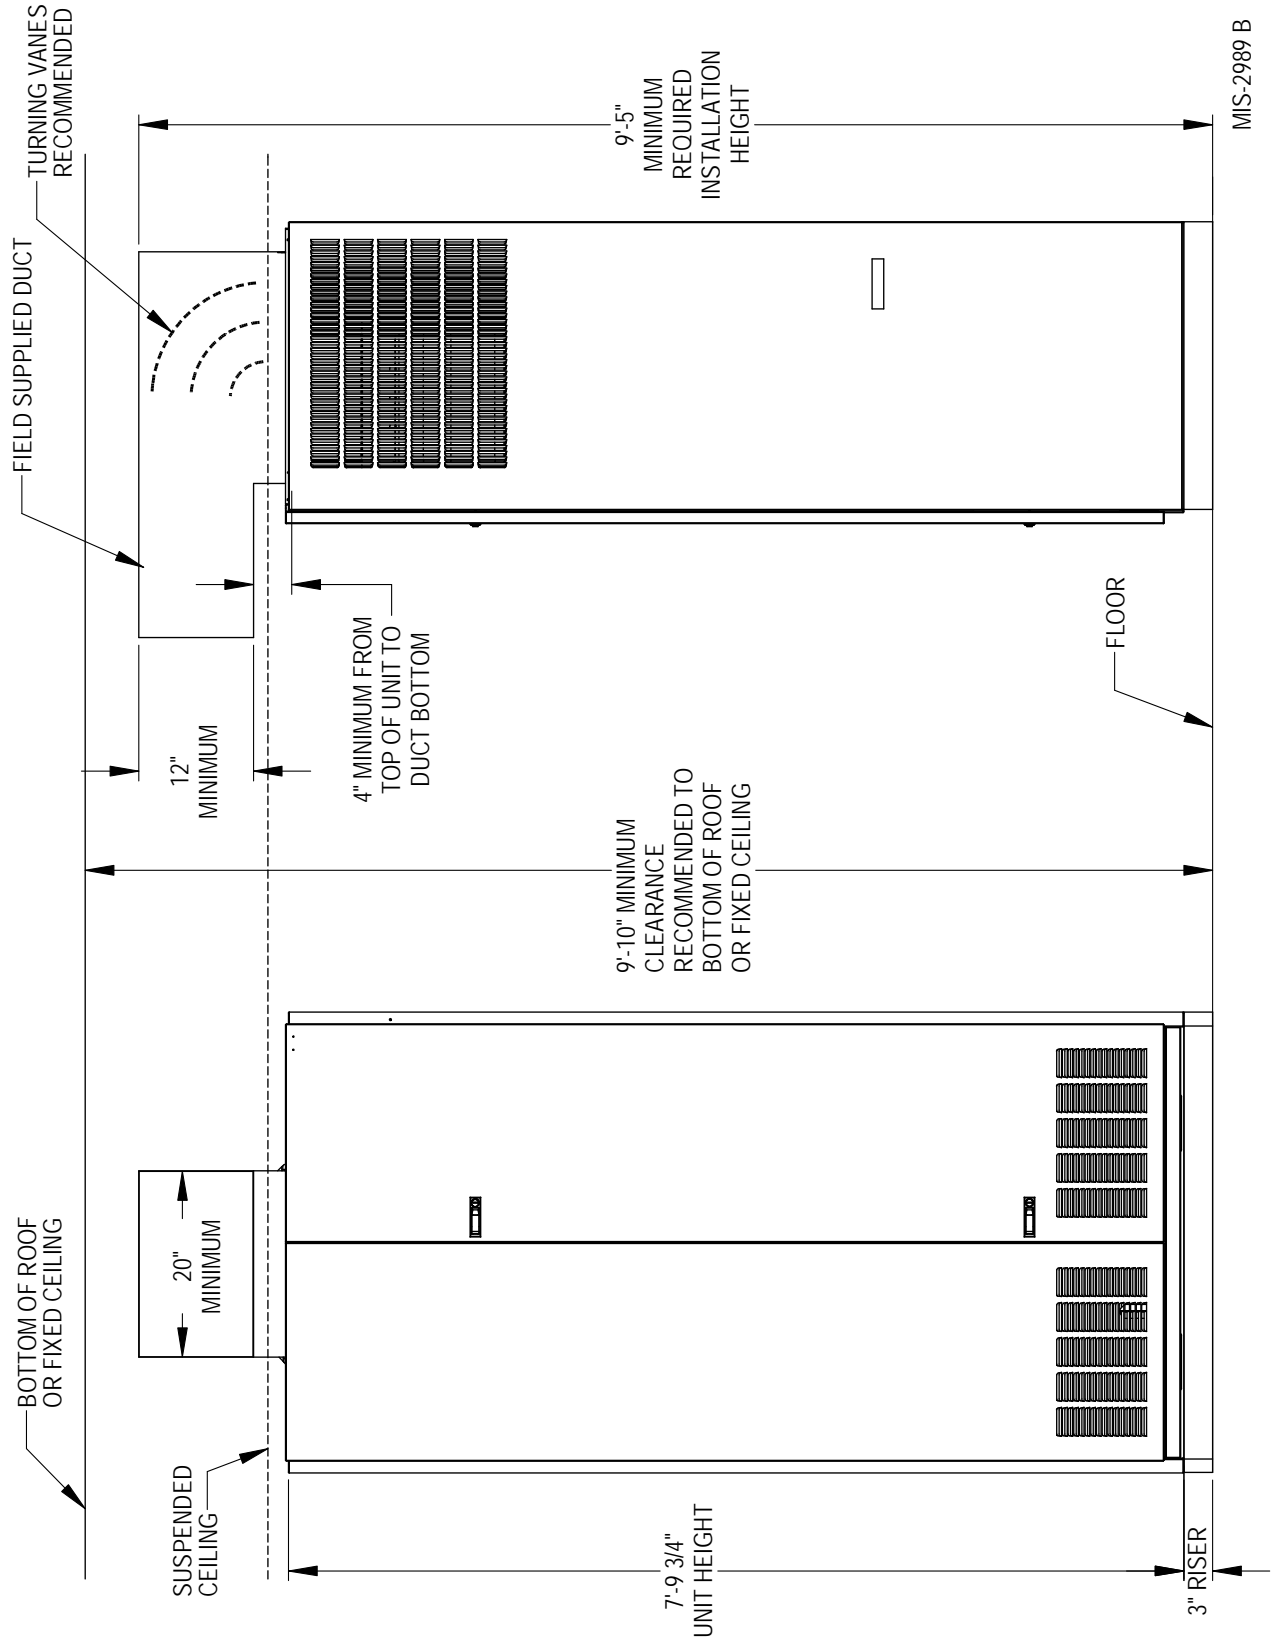 BOTTOM OF ROOF
OR FIXED CEILING
FIELD SUPPLIED DUCT
TURNING VANES
RECOMMENDED
SUSPENDED
CEILING
20"
MINIMUM
12"
MINIMUM
4" MINIMUM FROM
TOP OF UNIT TO
DUCT BOTTOM
9'-5"
MINIMUM
REQUIRED
INSTALLATION
HEIGHT
9'-10" MINIMUM
CLEARANCE
RECOMMENDED TO
BOTTOM OF ROOF
OR FIXED CEILING
7'-9 3/4"
UNIT HEIGHT
FLOOR
3" RISER
MIS-2989 B